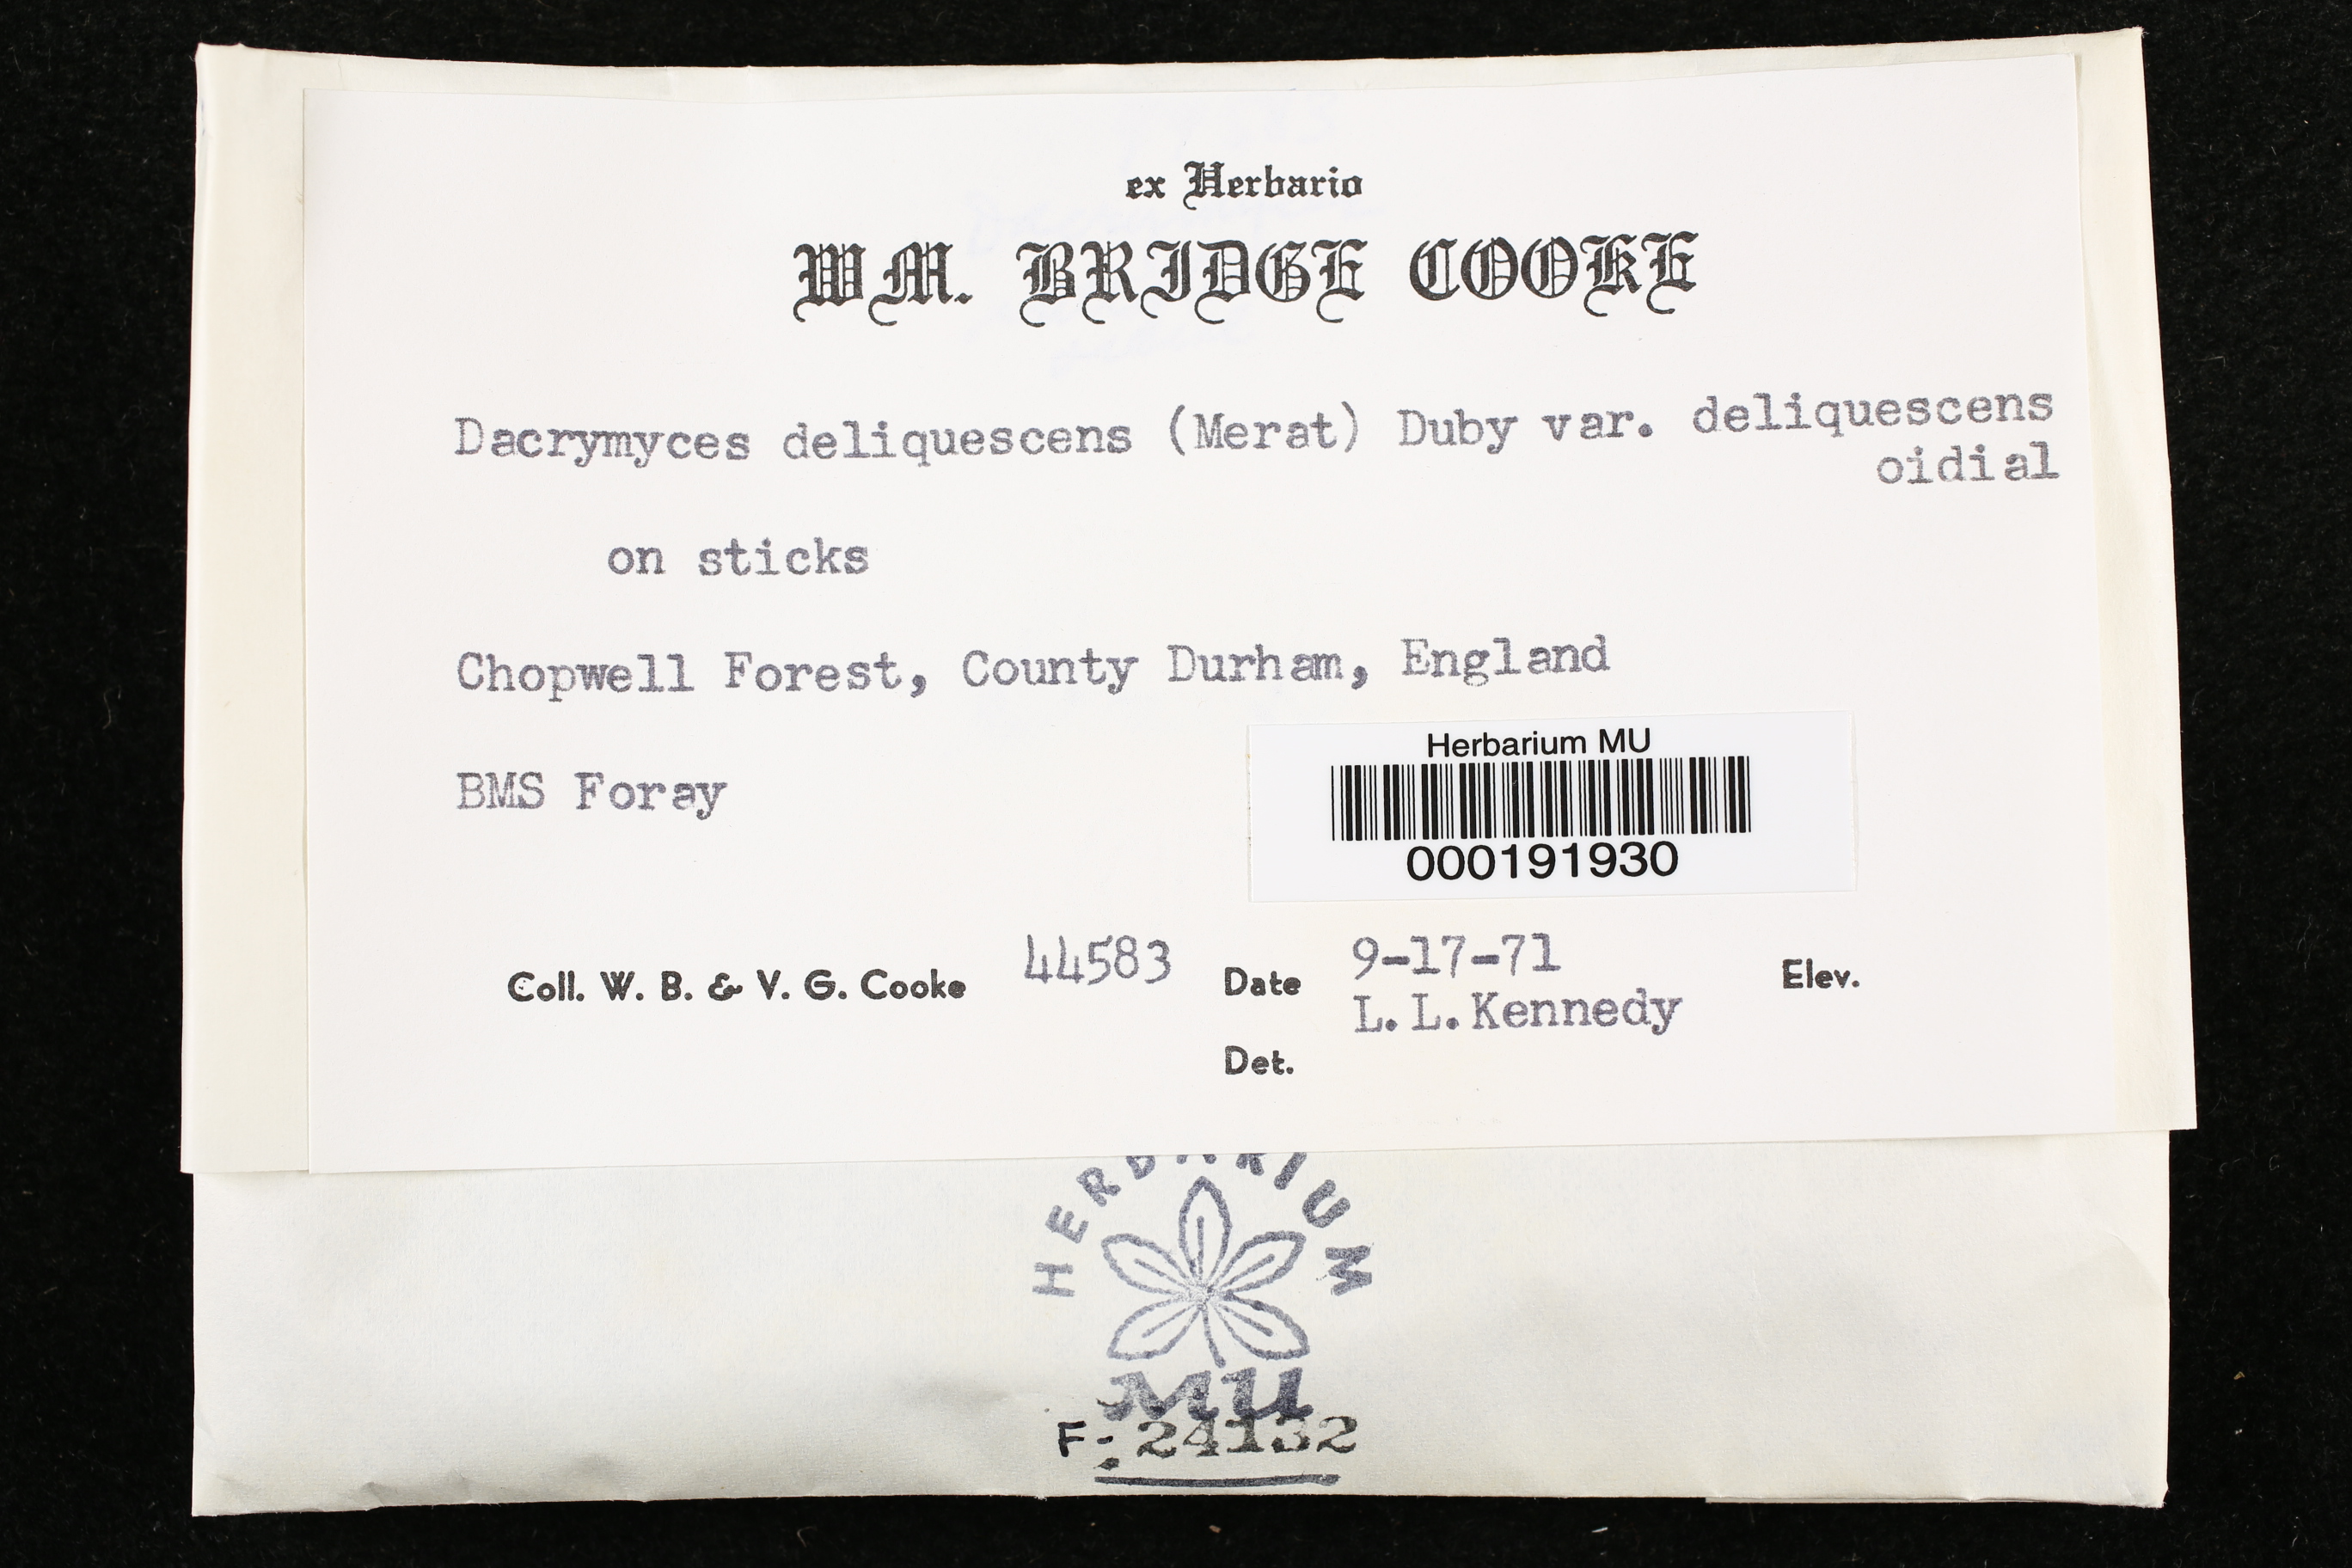 ex Herbario
WM. BRIDGE COOKE
Dacrymyces deliquescens (Merat) Duby var. deliquescens
oidial
on sticks
Chopwell Forest, County Durham, England
BMS Foray
Herbarium MU
000191930
Coll. W. B. & V. G. Cooke 44583 Date 9-17-71 Elev.
L. L. Kennedy
Det.
HERBARIUM
MU
F: 24132